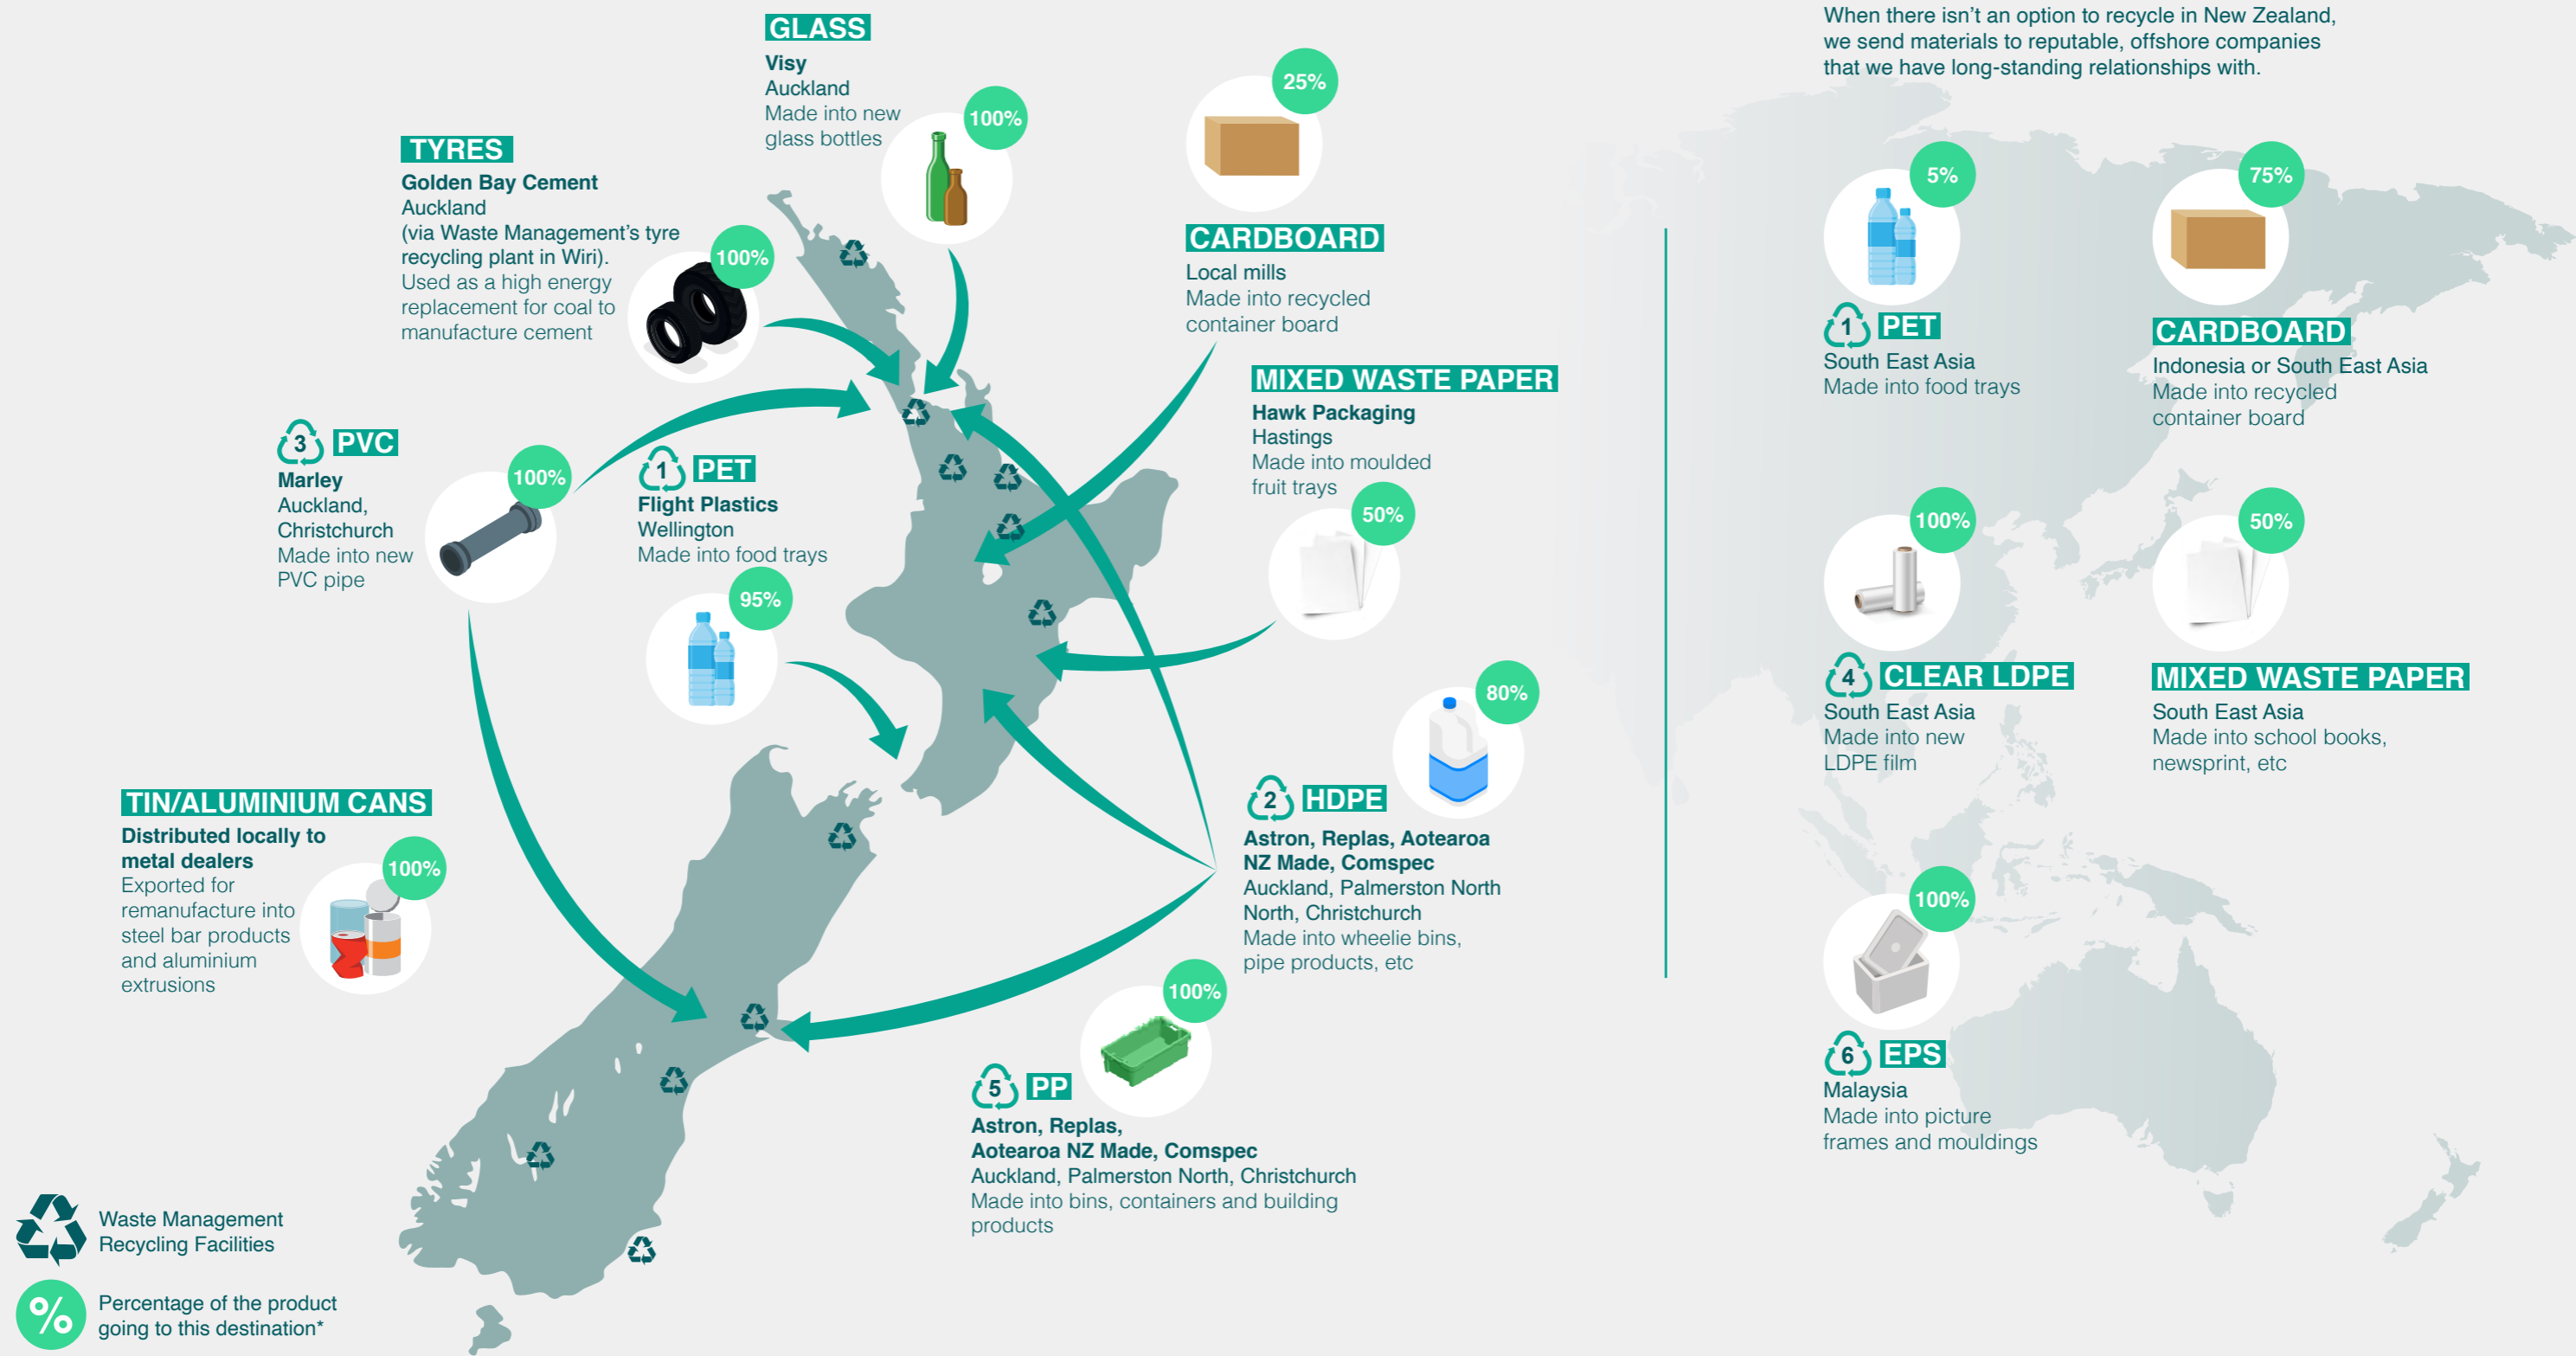 GLASS
Visy
Auckland
Made into new
glass bottles
100%
25%
CARDBOARD
Local mills
Made into recycled
container board
TYRES
Golden Bay Cement
Auckland
(via Waste Management's tyre
recycling plant in Wiri).
Used as a high energy
replacement for coal to
manufacture cement
100%
MIXED WASTE PAPER
Hawk Packaging
Hastings
Made into moulded
fruit trays
50%
3 PVC
Marley
Auckland,
Christchurch
Made into new
PVC pipe
100%
1 PET
Flight Plastics
Wellington
Made into food trays
95%
80%
2 HDPE
Astron, Replas, Aotearoa
NZ Made, Comspec
Auckland, Palmerston North
North, Christchurch
Made into wheelie bins,
pipe products, etc
TIN/ALUMINIUM CANS
Distributed locally to
metal dealers
Exported for
remanufacture into
steel bar products
and aluminium
extrusions
100%
100%
5 PP
Astron, Replas,
Aotearoa NZ Made, Comspec
Auckland, Palmerston North, Christchurch
Made into bins, containers and building
products
Waste Management
Recycling Facilities
%
Percentage of the product
going to this destination*
When there isn't an option to recycle in New Zealand,
we send materials to reputable, offshore companies
that we have long-standing relationships with.
5%
1 PET
South East Asia
Made into food trays
75%
CARDBOARD
Indonesia or South East Asia
Made into recycled
container board
100%
4 CLEAR LDPE
South East Asia
Made into new
LDPE film
50%
MIXED WASTE PAPER
South East Asia
Made into school books,
newsprint, etc
100%
6 EPS
Malaysia
Made into picture
frames and mouldings